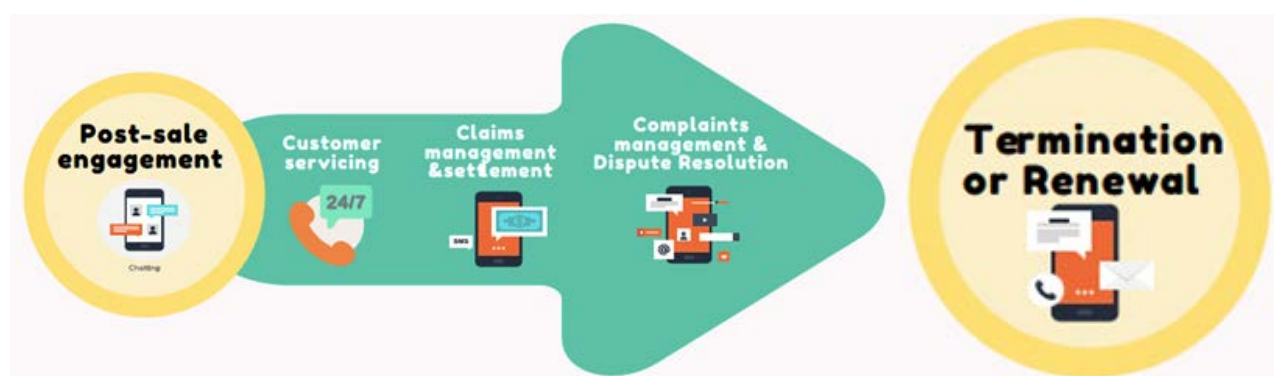 Post-sale
engagement
Chatting
Customer
servicing
24/7
Claims
management
&settlement
SMS
Complaints
management &
Dispute Resolution
@
Termination
or Renewal